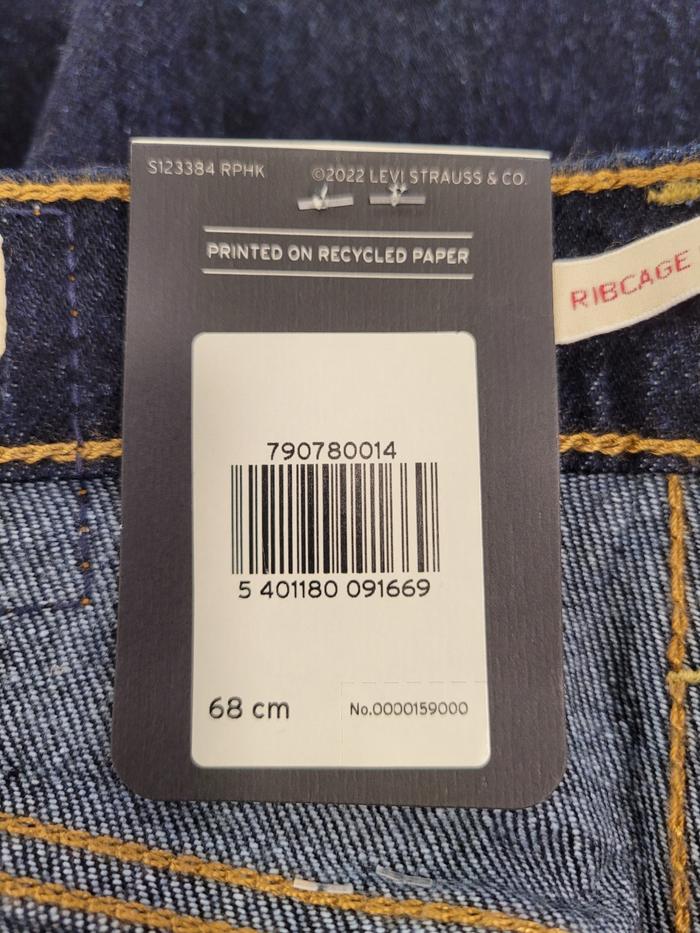 S123384 RPHK ©2022 LEVI STRAUSS & CO.
PRINTED ON RECYCLED PAPER
RIBCAGE
790780014
5 401180 091669
68 cm No.0000159000